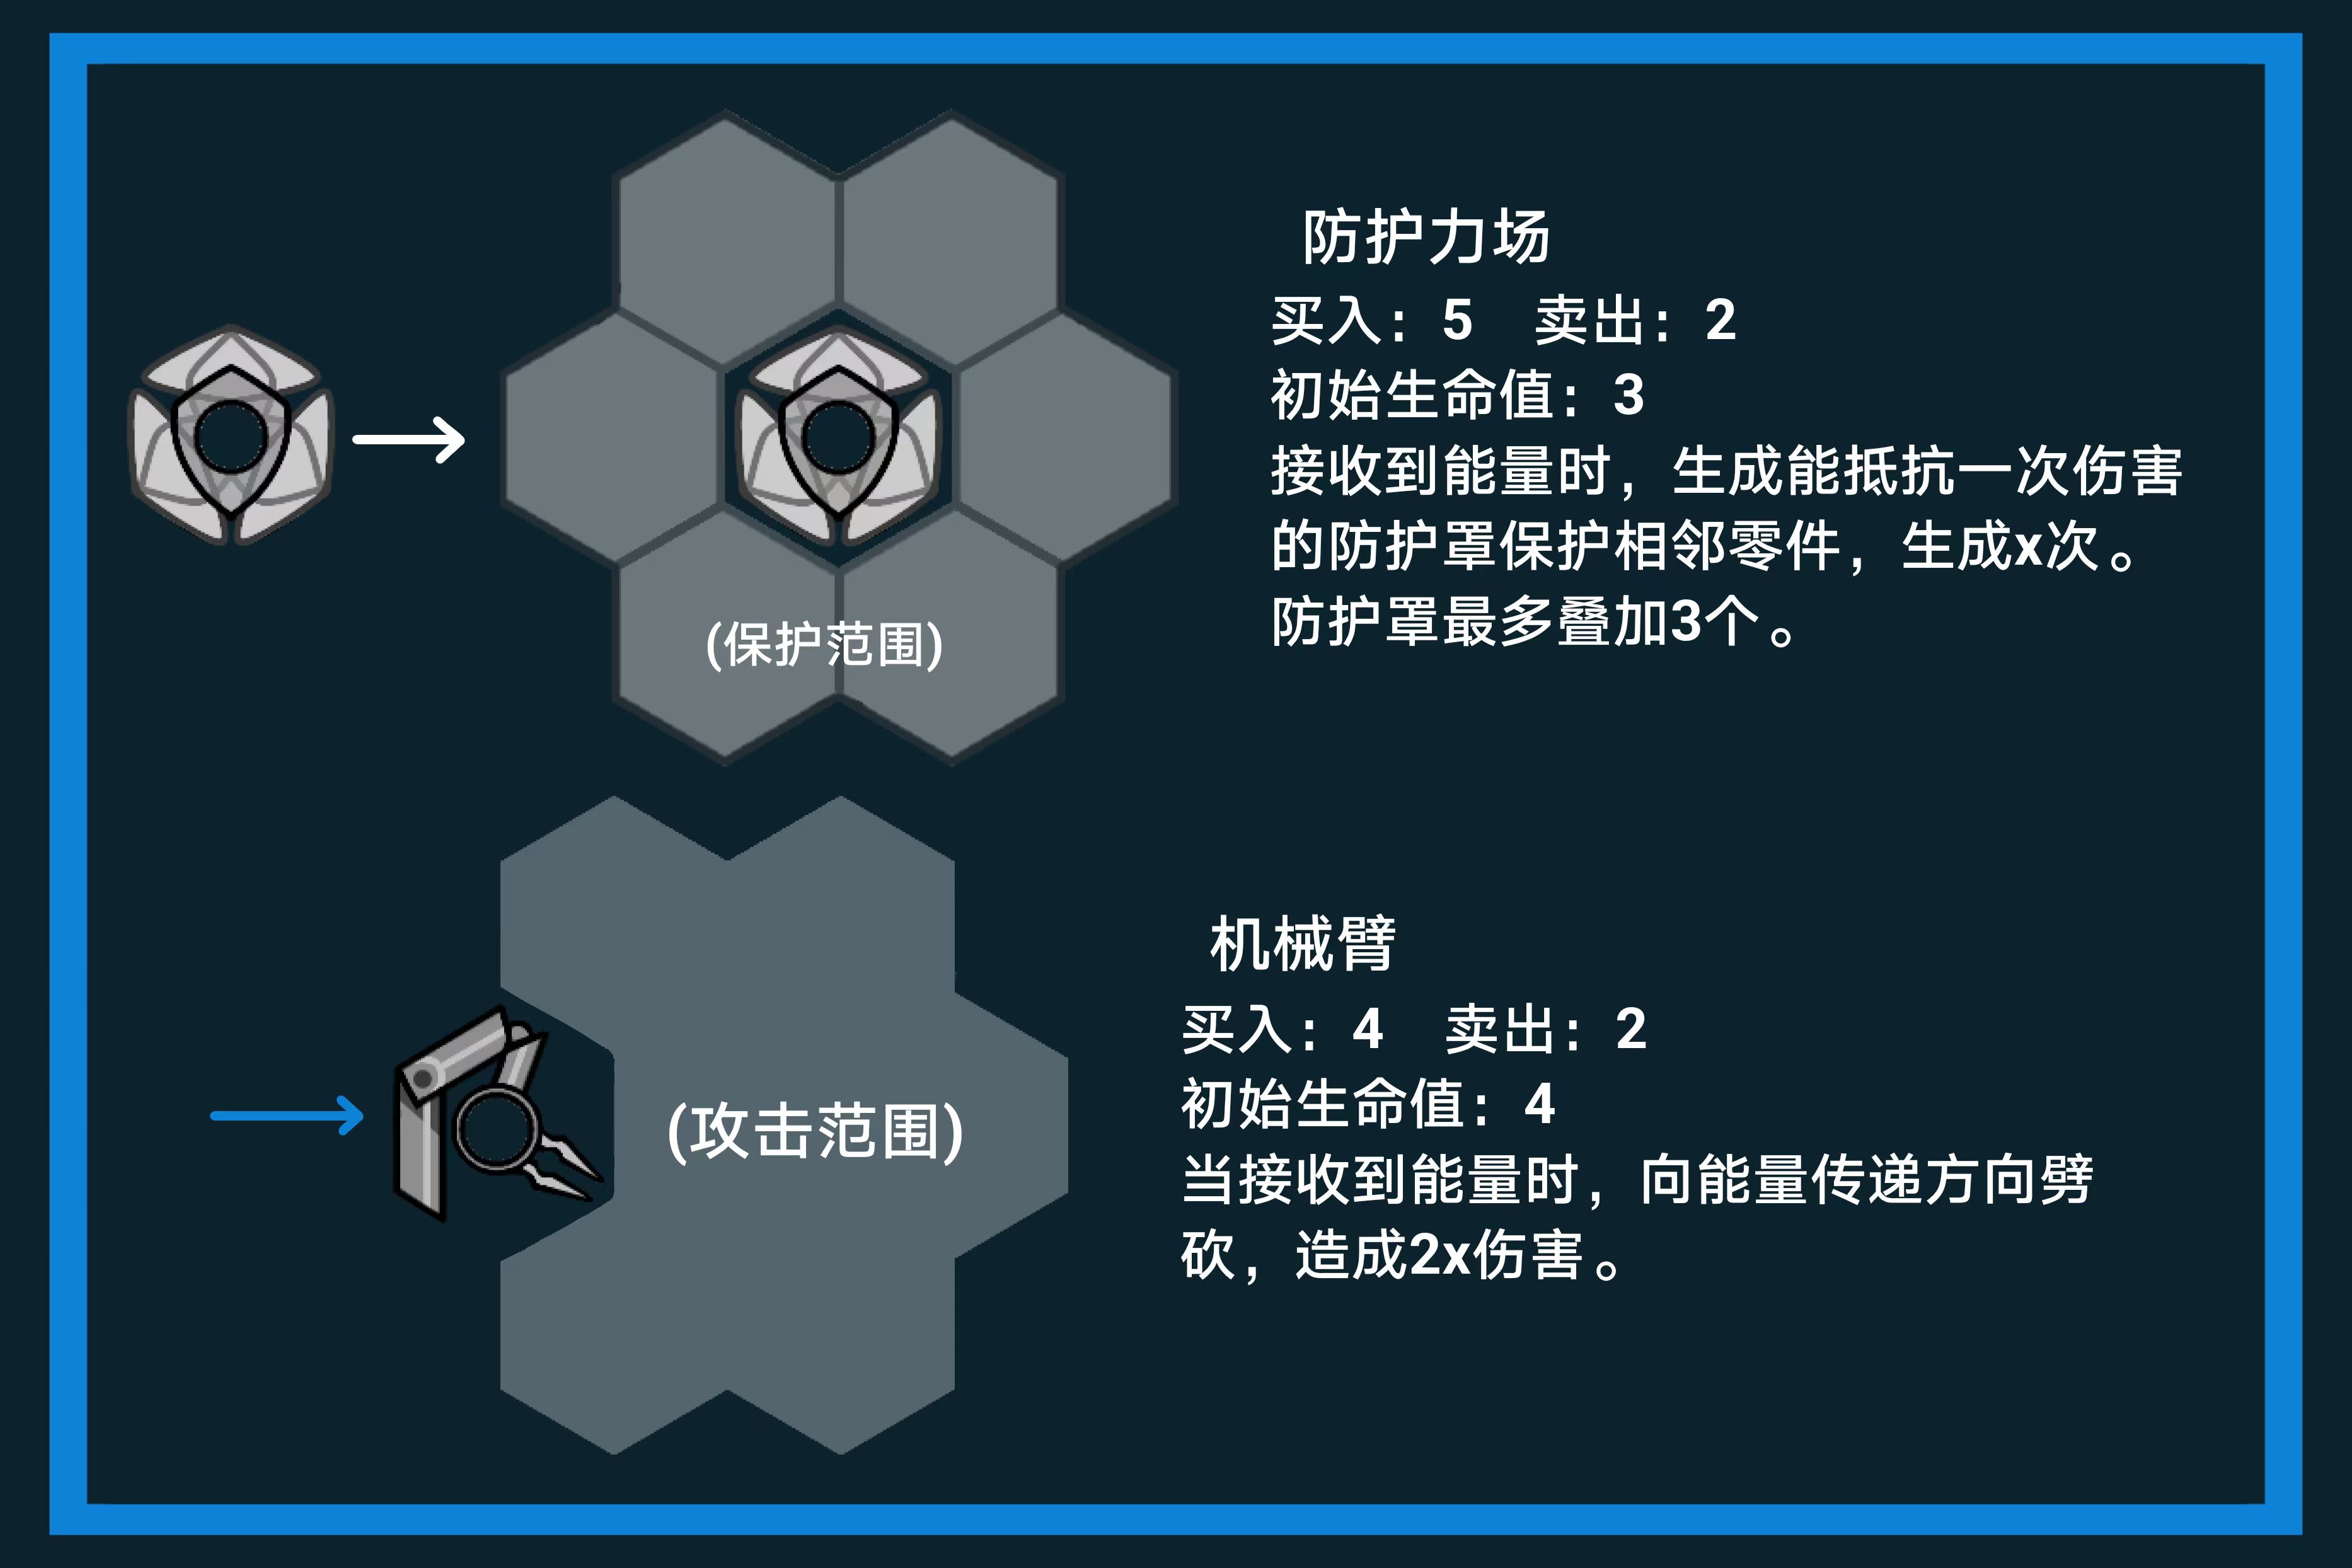 防护力场
买入：5 卖出：2
初始生命值：3
接收到能量时，生成能抵抗一次伤害
的防护罩保护相邻零件，生成x次。
防护罩最多叠加3个。
(保护范围)
机械臂
买入：4 卖出：2
初始生命值：4
当接收到能量时，向能量传递方向劈
砍，造成2x伤害。
(攻击范围)